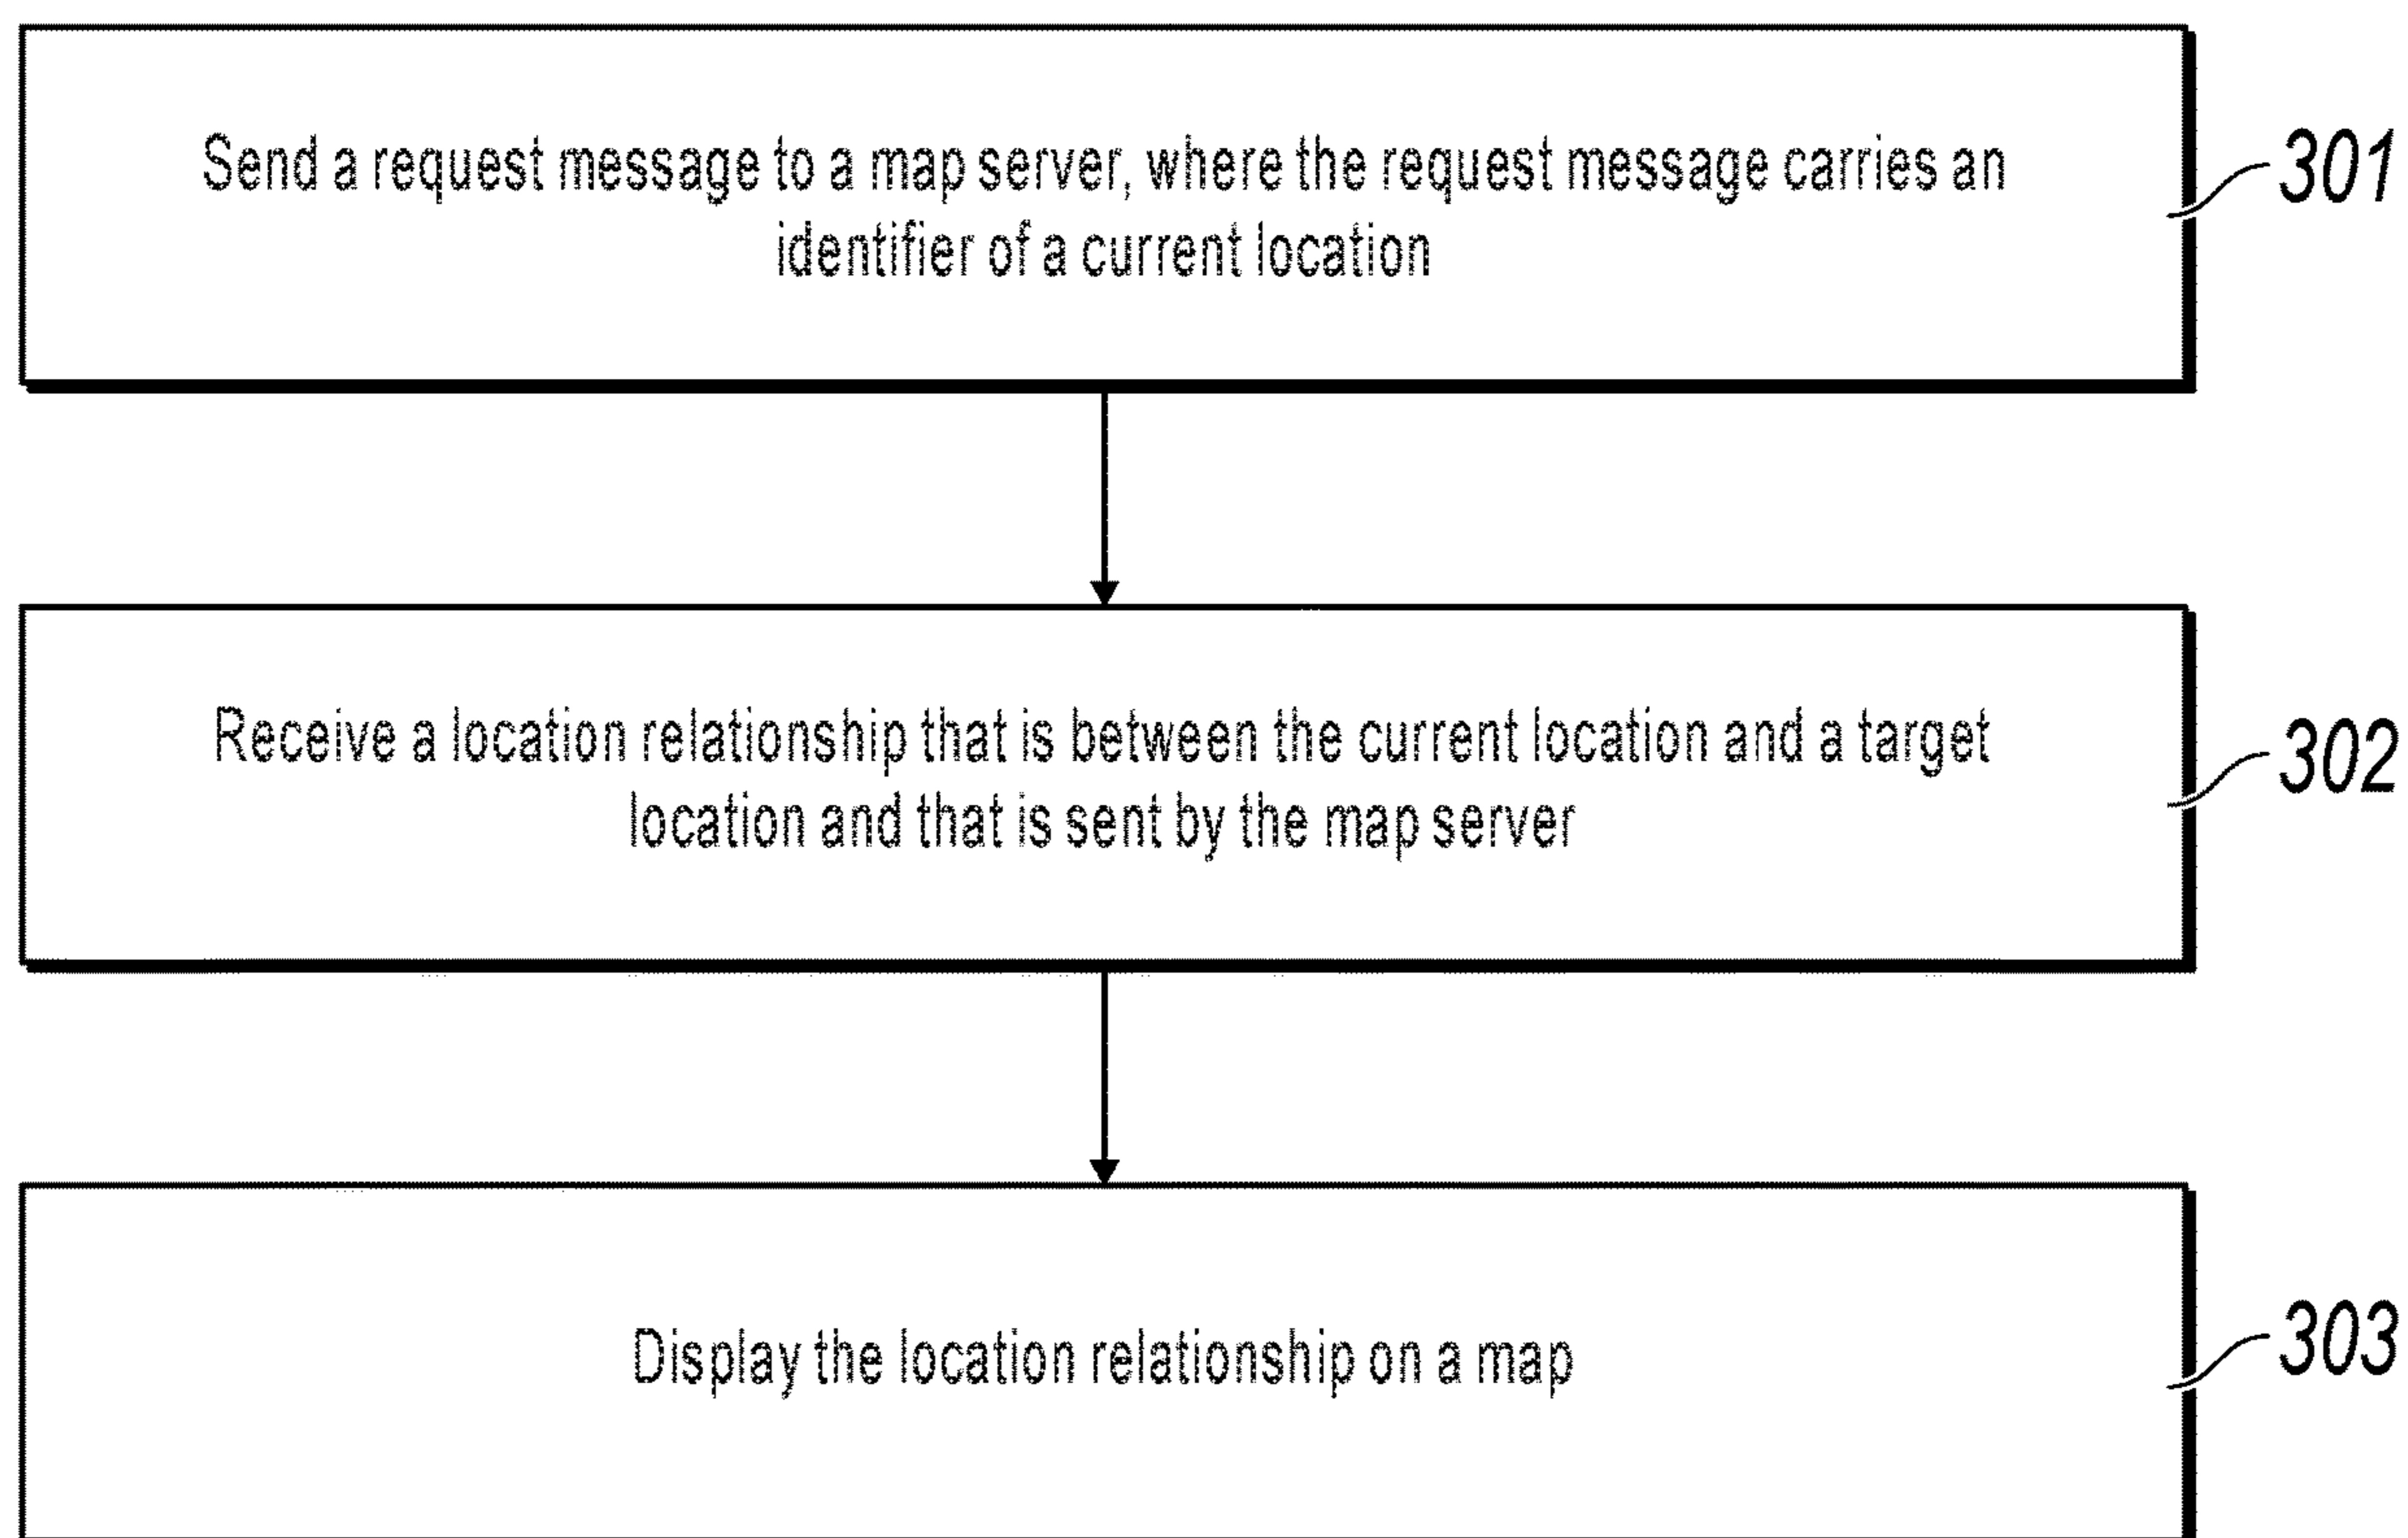 Send a request message to a map server, where the request message carries an
identifier of a current location
301
Receive a location relationship that is between the current location and a target
location and that is sent by the map server
302
Display the location relationship on a map
303